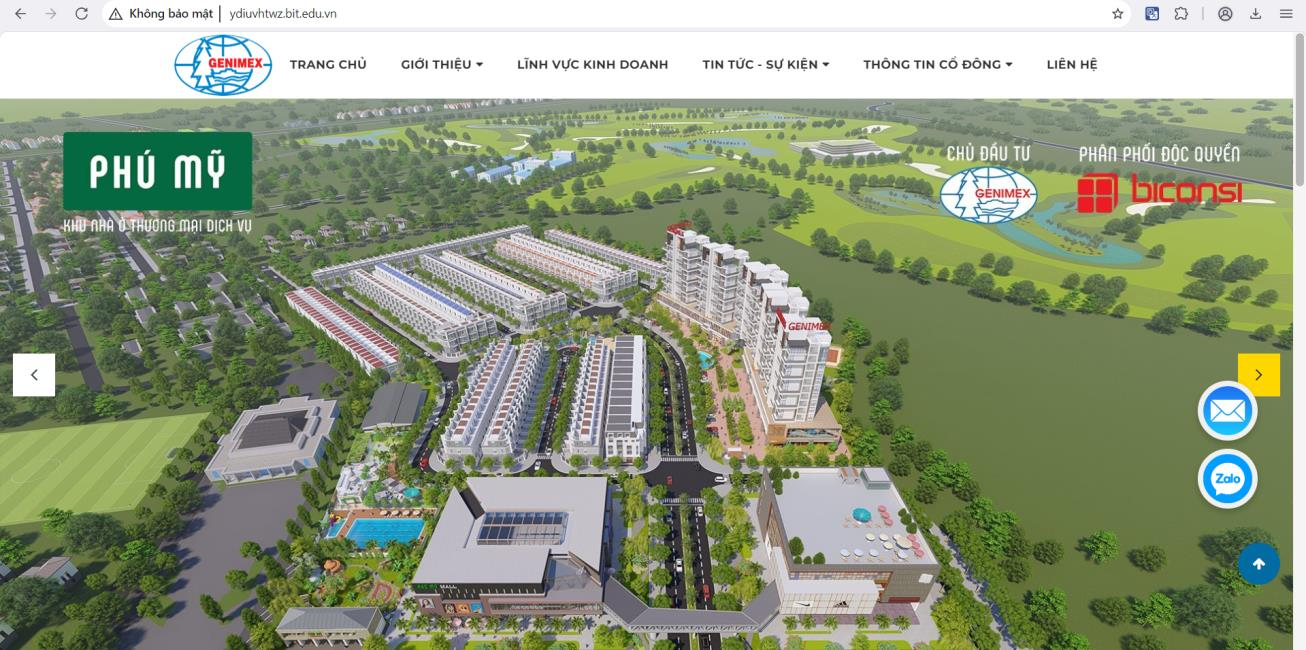 Không bảo mật ydiuvhtwz.bit.edu.vn
GENIMEX
TRANG CHỦ GIỚI THIỆU LĨNH VỰC KINH DOANH TIN TỨC - SỰ KIỆN THÔNG TIN CỔ ĐÔNG LIÊN HỆ
PHÚ MỸ
KHU NHÀ Ở THƯƠNG MẠI DỊCH VỤ
CHỦ ĐẦU TƯ PHÂN PHỐI ĐỘC QUYỀN
GENIMEX biconsi
GENIMEX
Zalo